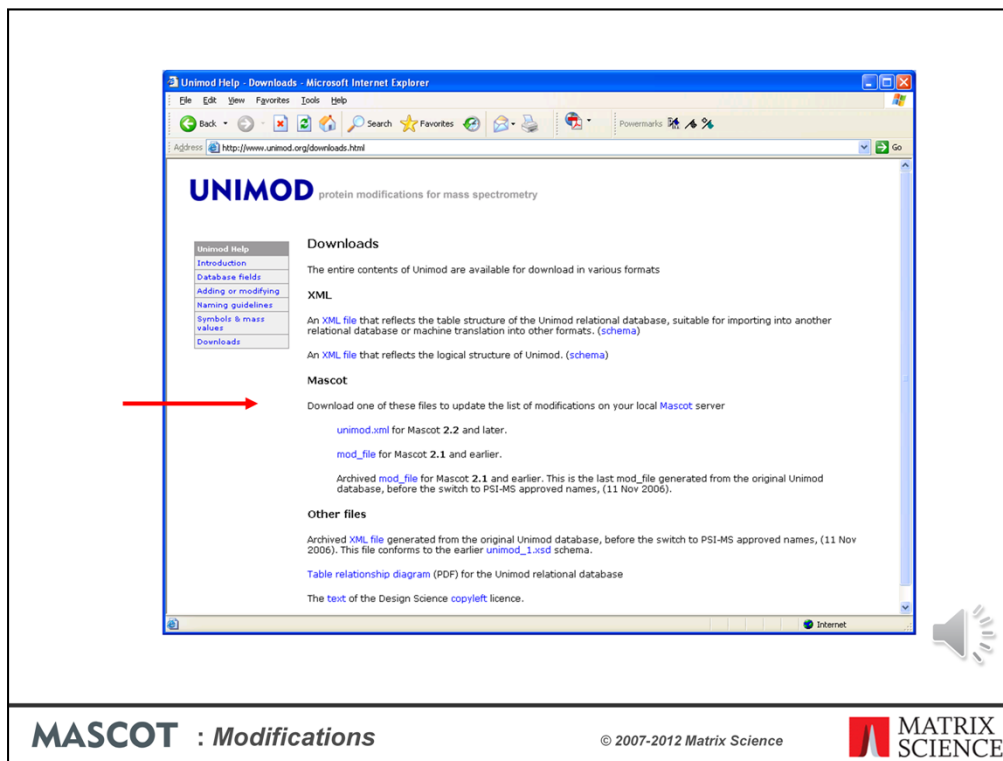 Unimod Help - Downloads - Microsoft Internet Explorer
File Edit View Favorites Tools Help
Back Search Favorites Powermarks
Address http://www.unimod.org/downloads.html Go
UNIMOD protein modifications for mass spectrometry
Unimod Help
Introduction
Database fields
Adding or modifying
Naming guidelines
Symbols & mass
values
Downloads
Downloads
The entire contents of Unimod are available for download in various formats
XML
An XML file that reflects the table structure of the Unimod relational database, suitable for importing into another
relational database or machine translation into other formats. (schema)
An XML file that reflects the logical structure of Unimod. (schema)
Mascot
Download one of these files to update the list of modifications on your local Mascot server
unimod.xml for Mascot 2.2 and later.
mod_file for Mascot 2.1 and earlier.
Archived mod_file for Mascot 2.1 and earlier. This is the last mod_file generated from the original Unimod
database, before the switch to PSI-MS approved names, (11 Nov 2006).
Other files
Archived XML file generated from the original Unimod database, before the switch to PSI-MS approved names, (11 Nov
2006). This file conforms to the earlier unimod_1.xsd schema.
Table relationship diagram (PDF) for the Unimod relational database
The text of the Design Science copyleft licence.
Internet
MASCOT : Modifications
© 2007-2012 Matrix Science
MATRIX
SCIENCE